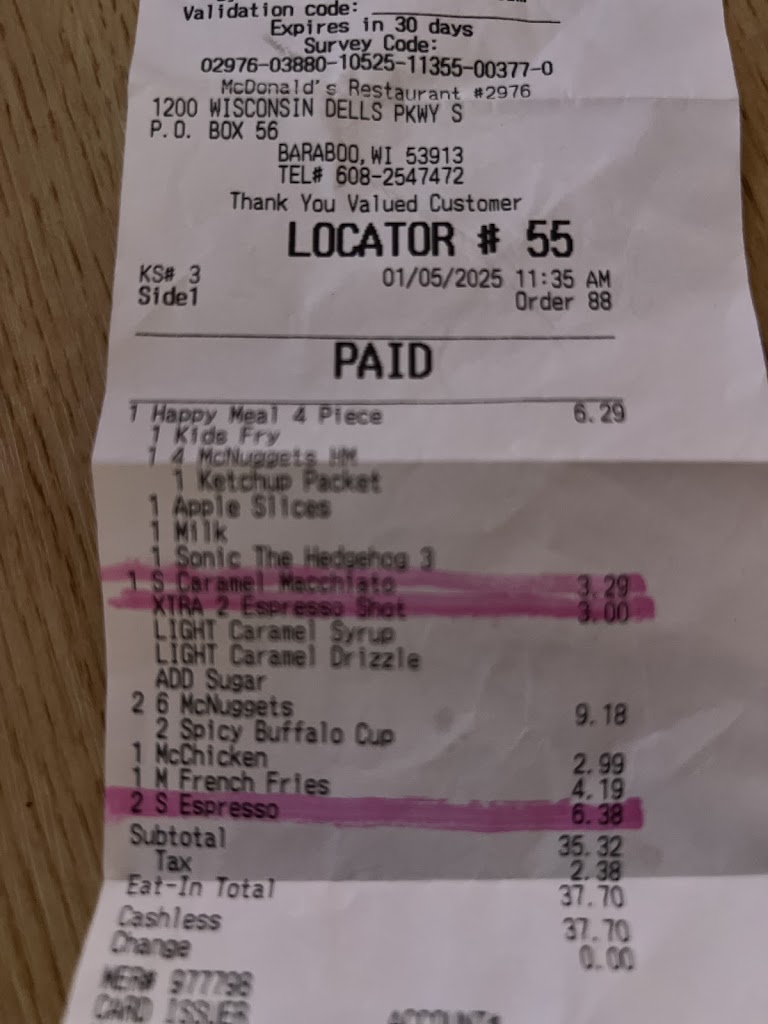 Validation code:
Expires in 30 days
Survey Code:
02976-03880-10525-11355-00377-0
McDonald's Restaurant #2976
1200 WISCONSIN DELLS PKWY S
P.O. BOX 56
BARABOO, WI 53913
TEL# 608-2547472
Thank You Valued Customer
LOCATOR # 55
KS# 3 01/05/2025 11:35 AM
Side1 Order 88
PAID
1 Happy Meal 4 Piece 6.29
1 Kids Fry
1 4 McNuggets HM
1 Ketchup Packet
1 Apple Slices
1 Milk
1 Sonic The Hedgehog 3
1 S Caramel Macchiato 3.29
XTRA 2 Espresso Shot 3.00
LIGHT Caramel Syrup
LIGHT Caramel Drizzle
ADD Sugar
2 6 McNuggets 9.18
2 Spicy Buffalo Cup
1 McChicken 2.99
1 M French Fries 4.19
2 S Espresso 6.38
Subtotal 35.32
Tax 2.38
Eat-In Total 37.70
Cashless 37.70
Change 0.00
MER# 977798
CARD ISSUER ACCOUNT#